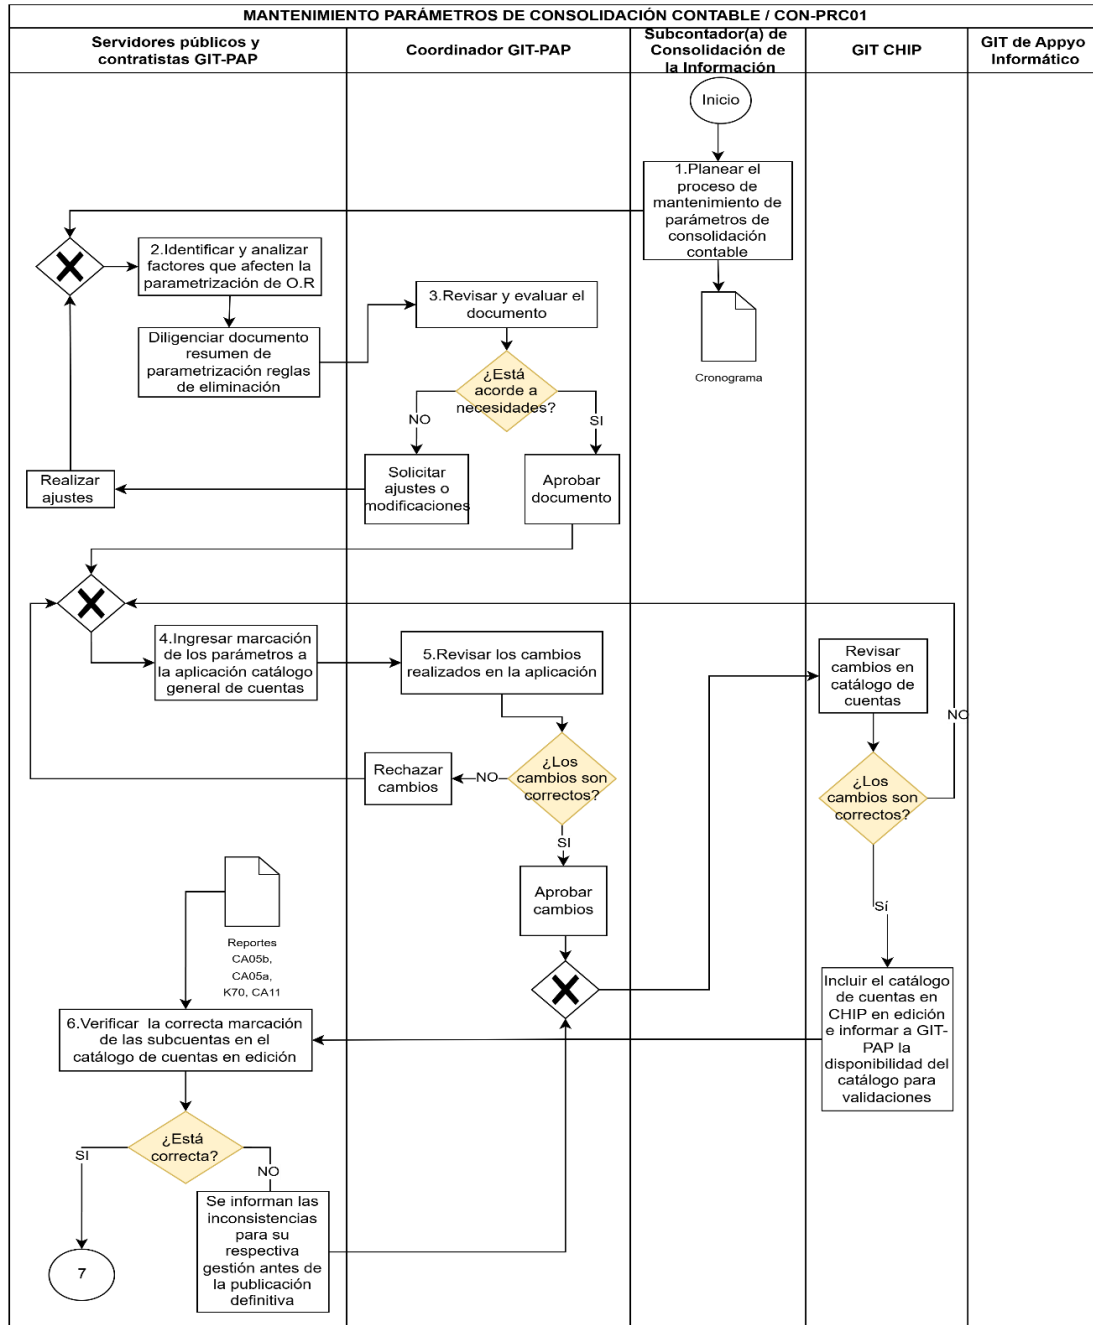 MANTENIMIENTO PARÁMETROS DE CONSOLIDACIÓN CONTABLE / CON-PRC01
Servidores públicos y
contratistas GIT-PAP
Coordinador GIT-PAP
Subcontador(a) de
Consolidación de
la Información
GIT CHIP
GIT de Appyo
Informático
Inicio
1.Planear el
proceso de
mantenimiento de
parámetros de
consolidación
contable
Cronograma
2.Identificar y analizar
factores que afecten la
parametrización de O.R
Diligenciar documento
resumen de
parametrización reglas
de eliminación
3.Revisar y evaluar el
documento
¿Está
acorde a
necesidades?
NO
SI
Solicitar
ajustes o
modificaciones
Aprobar
documento
Realizar
ajustes
4.Ingresar marcación
de los parámetros a
la aplicación catálogo
general de cuentas
5.Revisar los cambios
realizados en la aplicación
Revisar
cambios en
catálogo de
cuentas
NO
¿Los
cambios son
correctos?
NO
Rechazar
cambios
SI
Aprobar
cambios
¿Los
cambios son
correctos?
Sí
Incluir el catálogo
de cuentas en
CHIP en edición
e informar a GIT-
PAP la
disponibilidad del
catálogo para
validaciones
Reportes
CA05b,
CA05a,
K70, CA11
6.Verificar la correcta marcación
de las subcuentas en el
catálogo de cuentas en edición
¿Está
correcta?
SI
NO
Se informan las
inconsistencias
para su
respectiva
gestión antes de
la publicación
definitiva
7